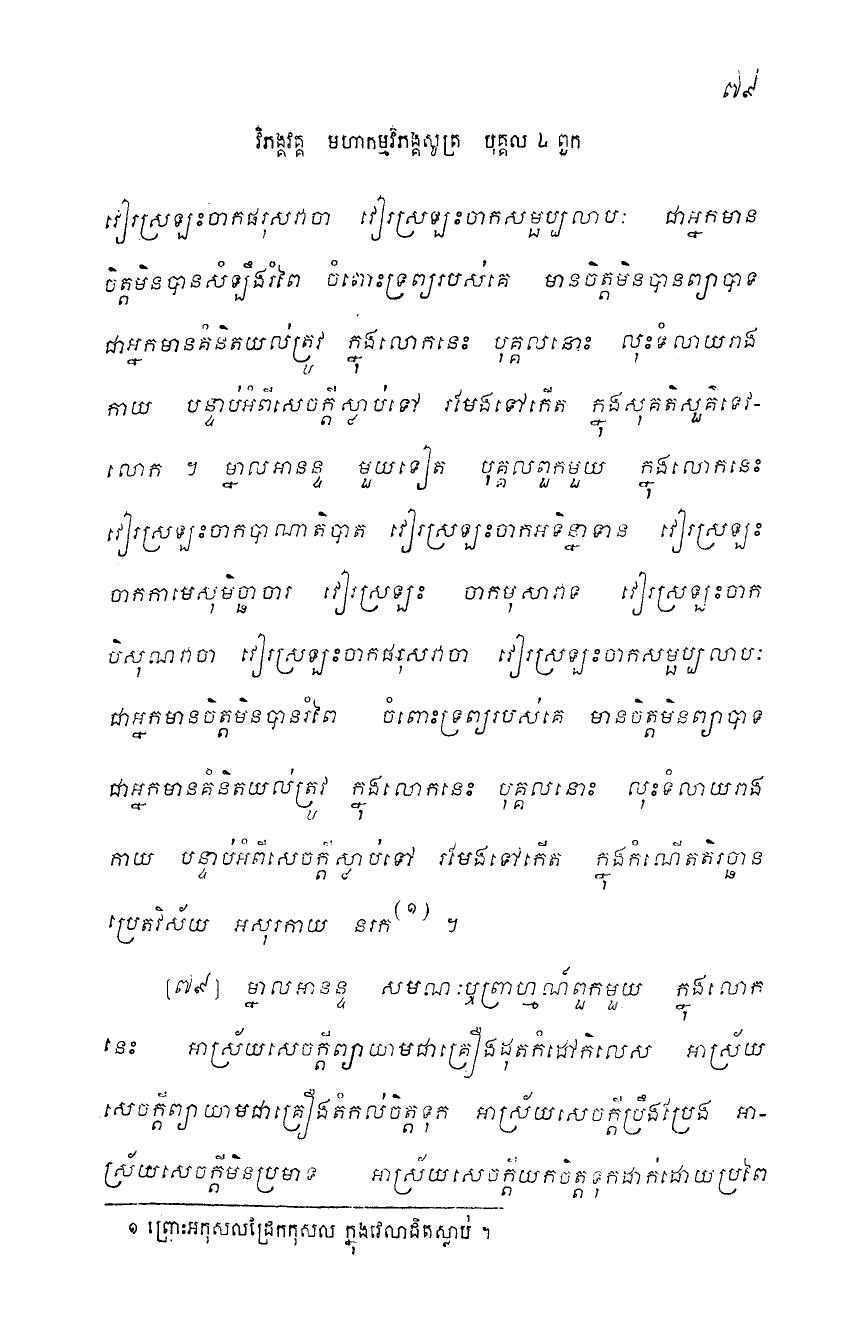 ៧៩
វិភង្គវគ្គ មហាកម្មវិភង្គសូត្រ បុគ្គល ៤ ពួក
វៀរស្រឡះចាកផរុសវាចា វៀរស្រឡះចាកសម្ផប្បលាបៈ ជាអ្នកមាន
ចិត្តមិនបានសំឡឹងរំពៃ ចំពោះទ្រព្យរបស់គេ មានចិត្តមិនបានព្យាបាទ
ជាអ្នកមានគំនិតយល់ត្រូវ ក្នុងលោកនេះ បុគ្គលនោះ លុះទំលាយរាង
កាយ បន្ទាប់អំពីសេចក្តីស្លាប់ទៅ រមែងទៅកើត ក្នុងសុគតិសួគ៌ទេវ-
លោក ។ ម្នាលអានន្ទ មួយទៀត បុគ្គលពួកមួយ ក្នុងលោកនេះ
វៀរស្រឡះចាកបាណាតិបាត វៀរស្រឡះចាកអទិន្នាទាន វៀរស្រឡះ
ចាកកាមេសុមិច្ឆាចារ វៀរស្រឡះ ចាកមុសាវាទ វៀរស្រឡះចាក
បិសុណវាចា វៀរស្រឡះចាកផរុសវាចា វៀរស្រឡះចាកសម្ផប្បលាបៈ
ជាអ្នកមានចិត្តមិនបានរំពៃ ចំពោះទ្រព្យរបស់គេ មានចិត្តមិនព្យាបាទ
ជាអ្នកមានគំនិតយល់ត្រូវ ក្នុងលោកនេះ បុគ្គលនោះ លុះទំលាយរាង
កាយ បន្ទាប់អំពីសេចក្តីស្លាប់ទៅ រមែងទៅកើត ក្នុងកំណើតតិរច្ឆាន
ប្រេតវិស័យ អសុរកាយ នរក(១) ។
[៧៩] ម្នាលអានន្ទ សមណៈឬព្រាហ្មណ៍ពួកមួយ ក្នុងលោក
នេះ អាស្រ័យសេចក្តីព្យាយាមជាគ្រឿងដុតកំដៅកិលេស អាស្រ័យ
សេចក្តីព្យាយាមជាគ្រឿងតំកល់ចិត្តទុក អាស្រ័យសេចក្តីប្រឹងប្រែង អា-
ស្រ័យសេចក្តីមិនប្រមាទ អាស្រ័យសេចក្តីយកចិត្តទុកដាក់ដោយប្រពៃ
១ ព្រោះអកុសលដ្រែកកុសល ក្នុងវេលាជិតស្លាប់ ។